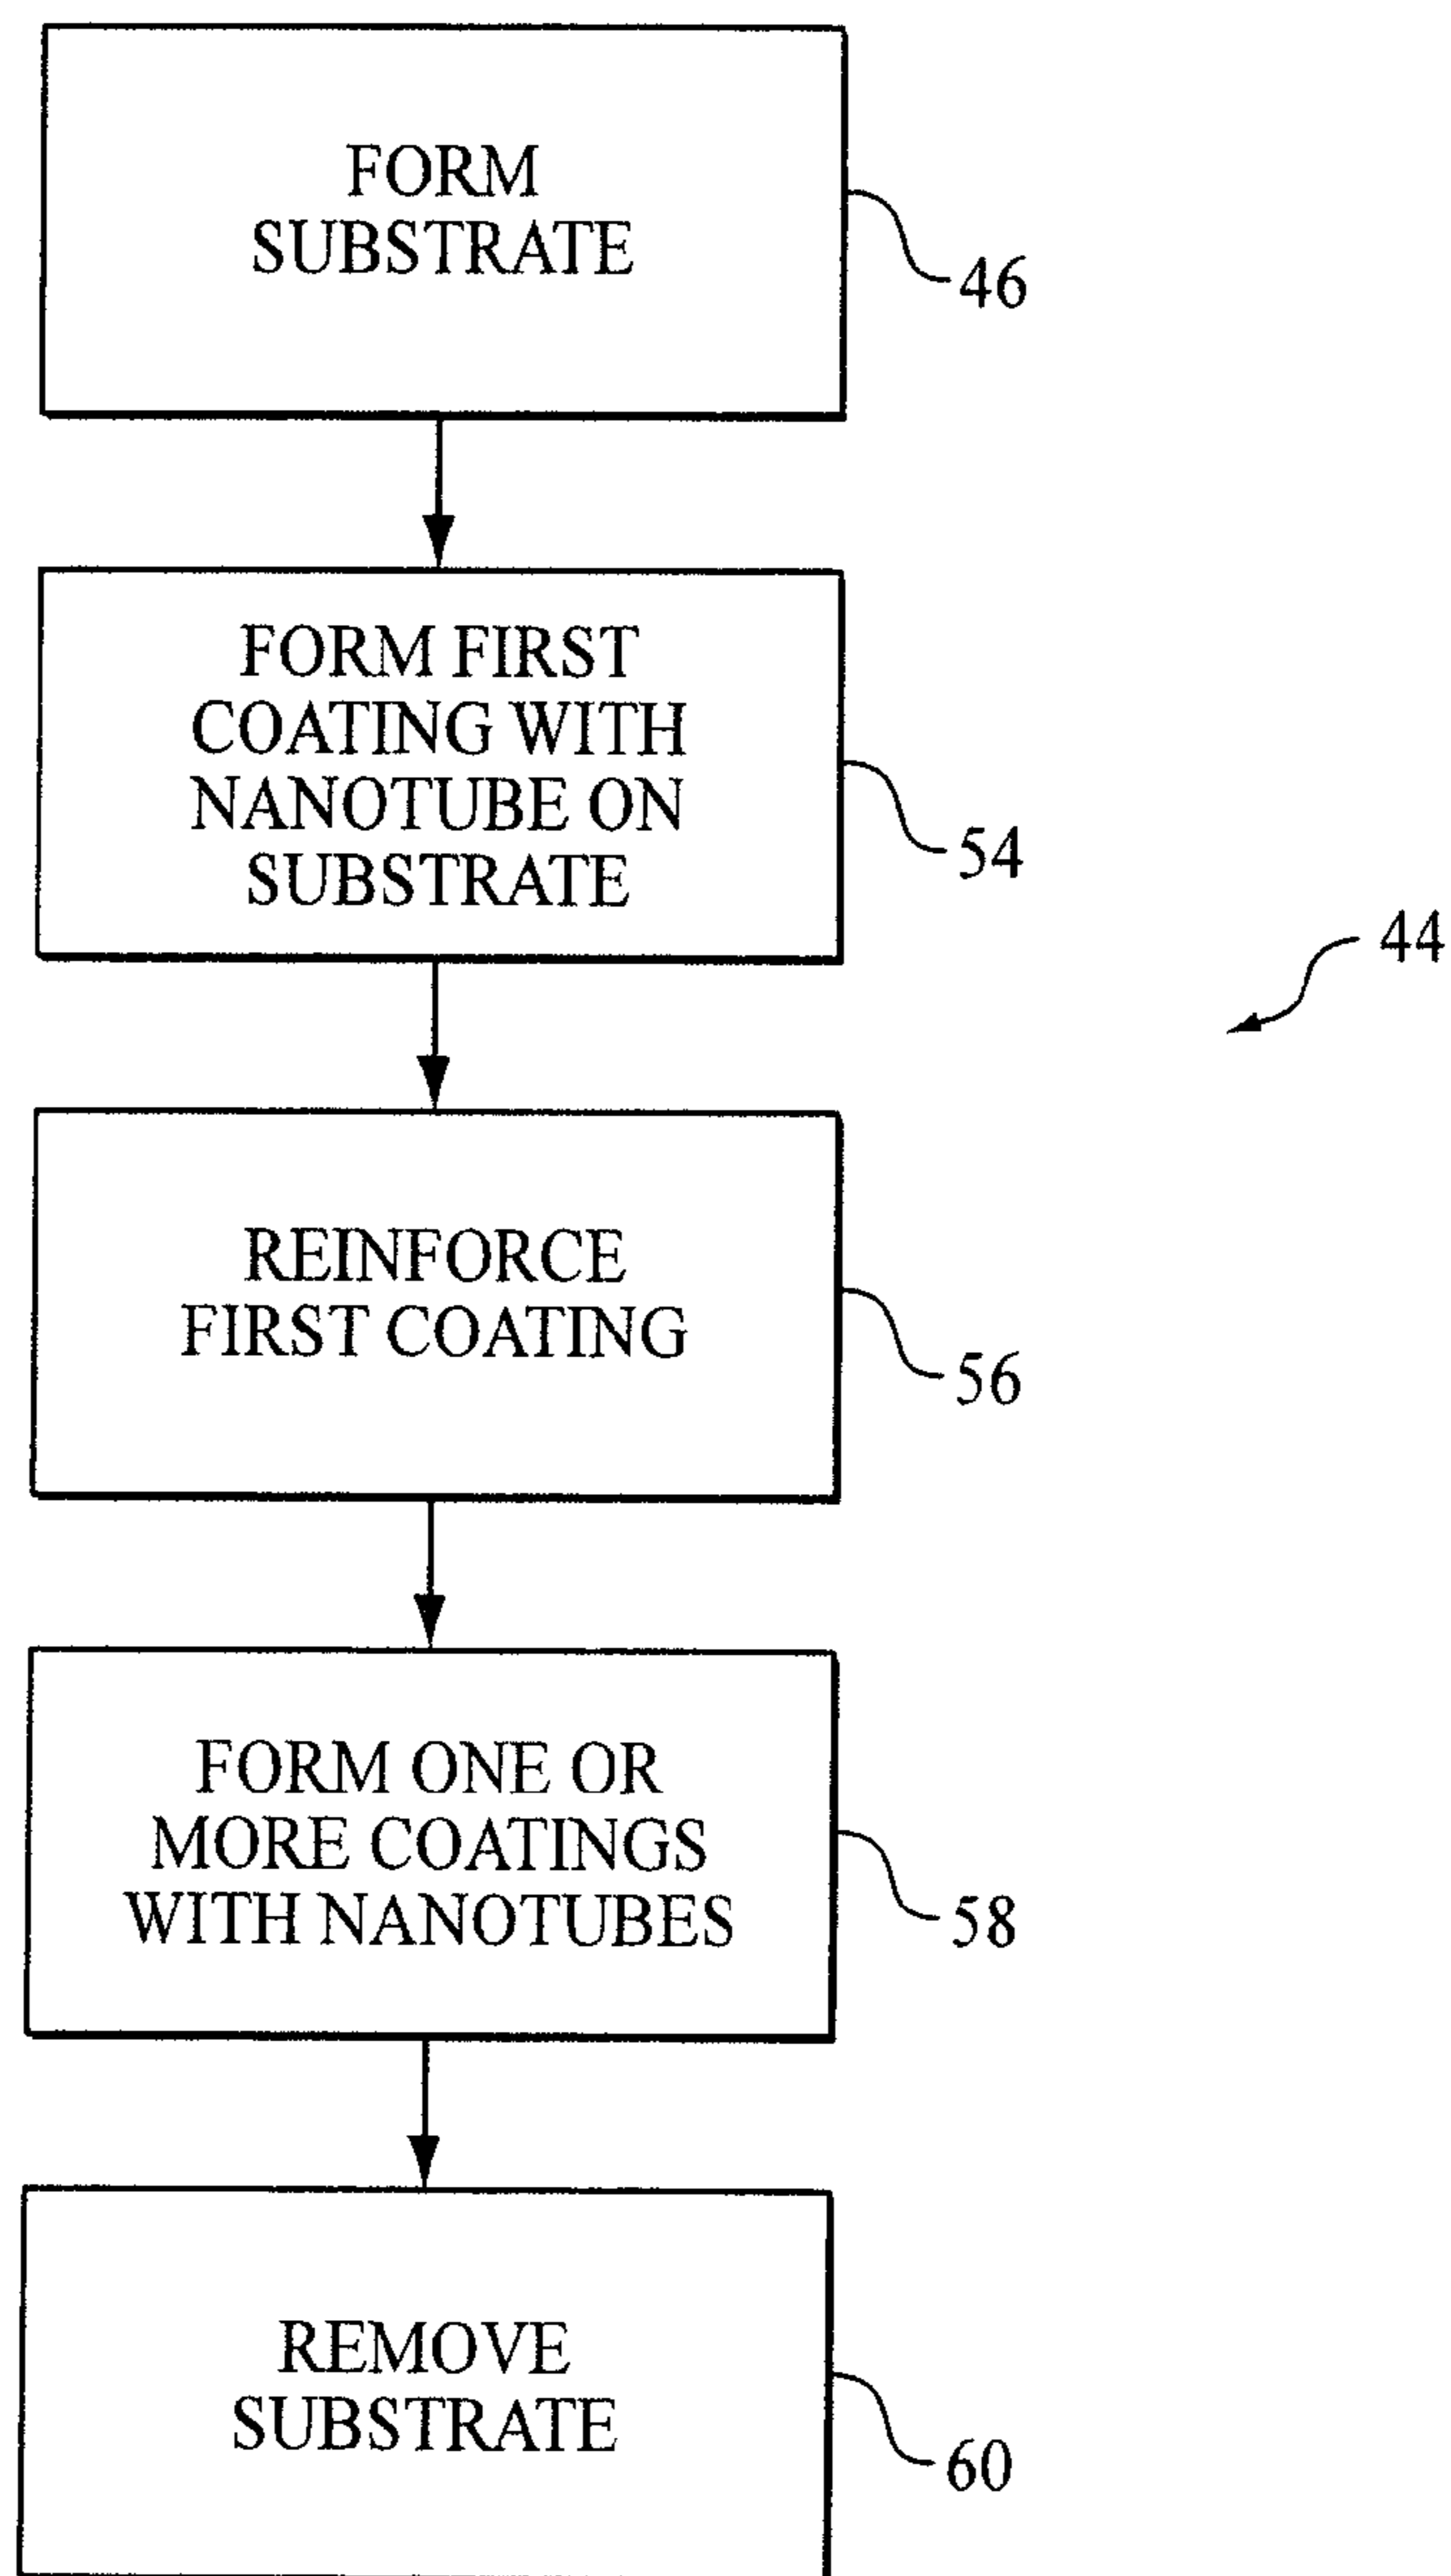 FORM
SUBSTRATE
46
FORM FIRST
COATING WITH
NANOTUBE ON
SUBSTRATE
54
44
REINFORCE
FIRST COATING
56
FORM ONE OR
MORE COATINGS
WITH NANOTUBES
58
REMOVE
SUBSTRATE
60